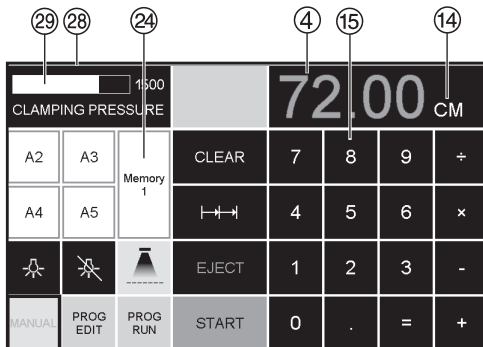 29 28 24 4 15 14
1500
CLAMPING PRESSURE
72.00 CM
A2 A3 Memory 1 CLEAR 7 8 9 ÷
A4 A5 4 5 6 ×
EJECT 1 2 3 -
MANUAL PROG EDIT PROG RUN START 0 . = +